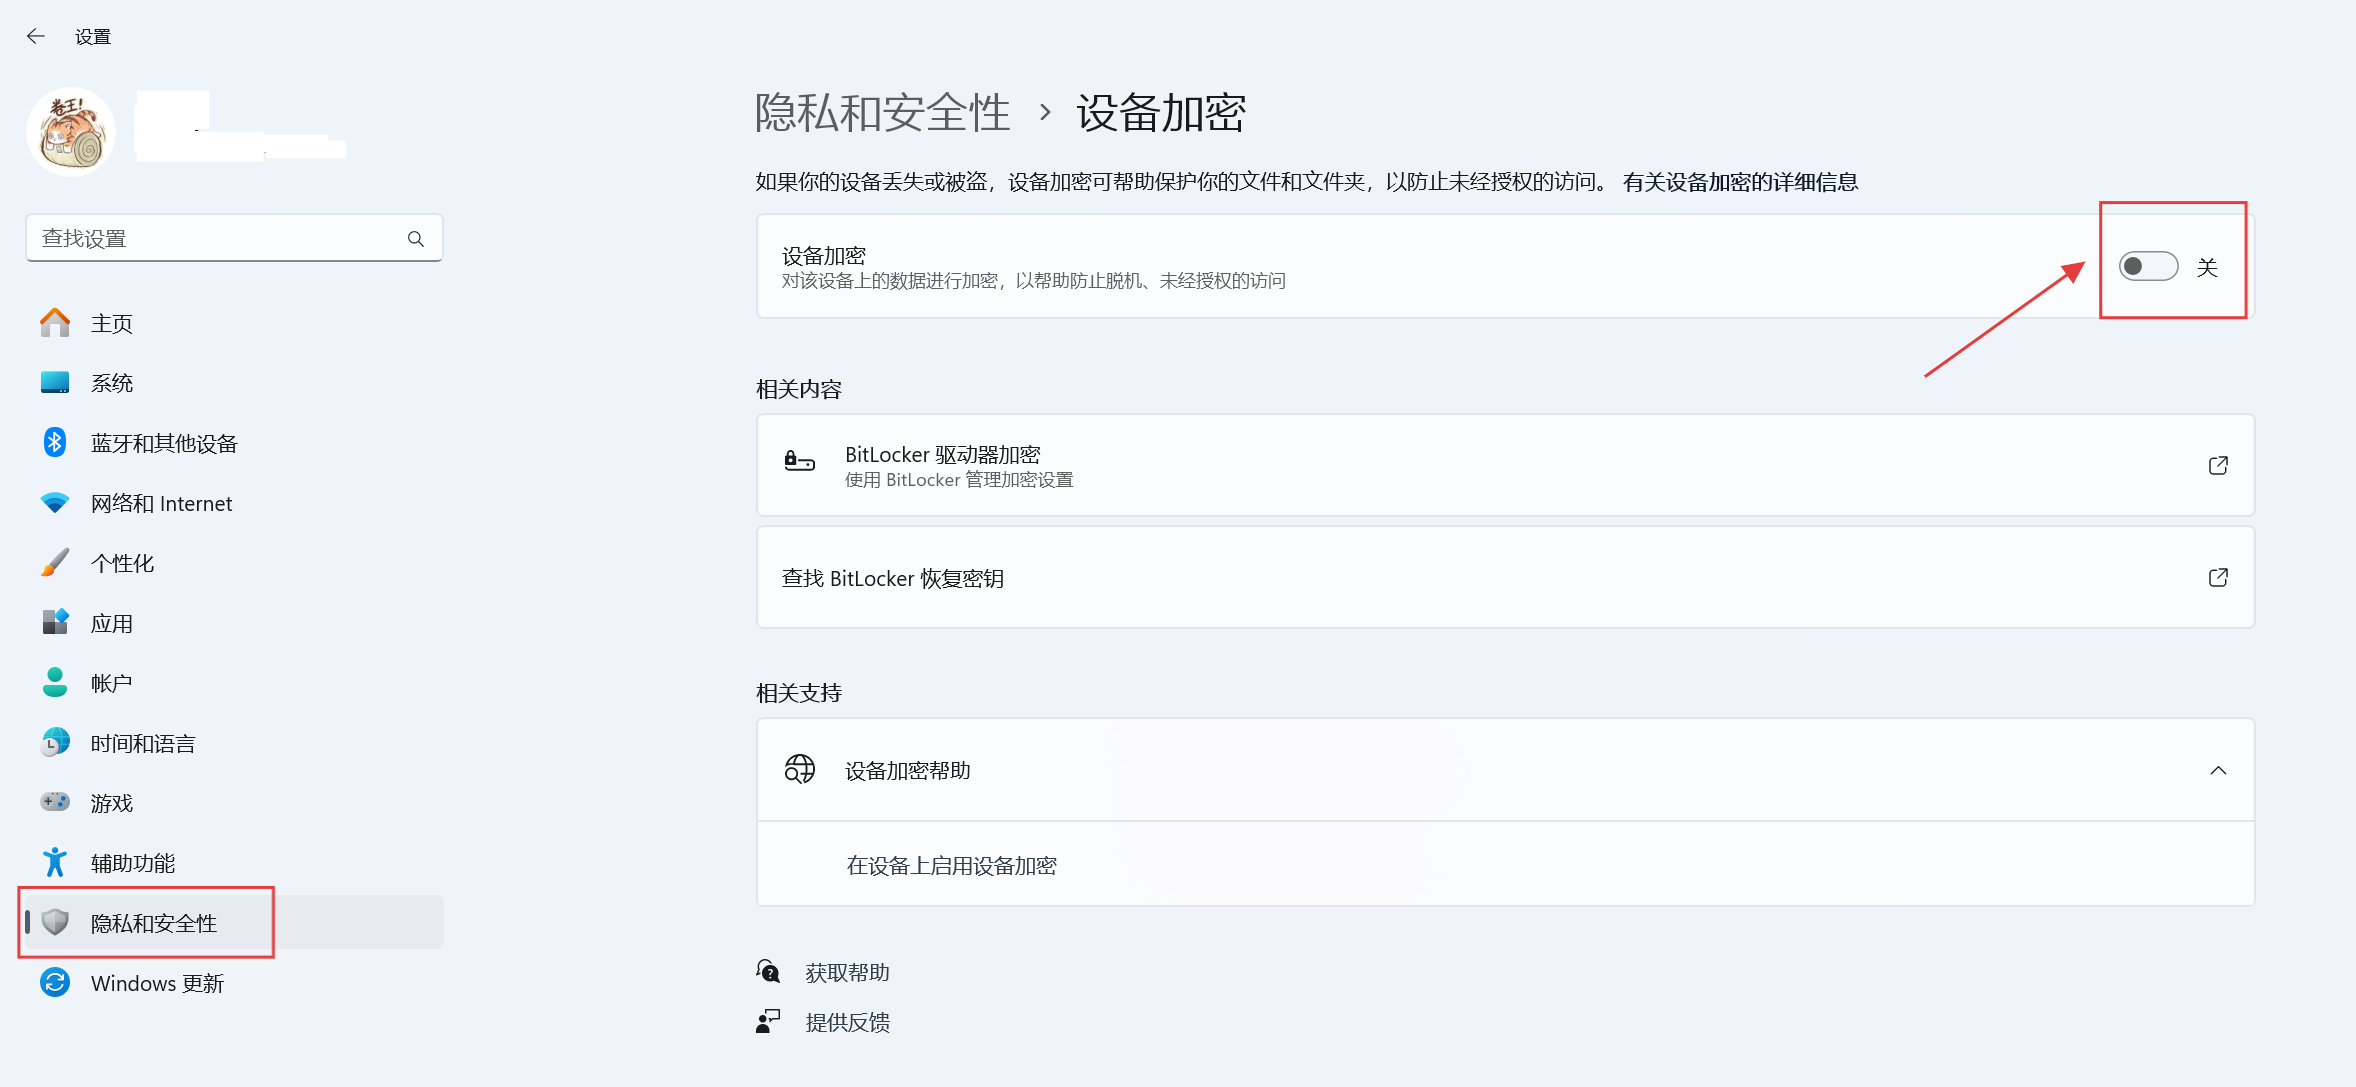 设置
卷王!
查找设置
主页
系统
蓝牙和其他设备
网络和 Internet
个性化
应用
帐户
时间和语言
游戏
辅助功能
隐私和安全性
Windows 更新
隐私和安全性 › 设备加密
如果你的设备丢失或被盗，设备加密可帮助保护你的文件和文件夹，以防止未经授权的访问。 有关设备加密的详细信息
设备加密
对该设备上的数据进行加密，以帮助防止脱机、未经授权的访问
关
相关内容
BitLocker 驱动器加密
使用 BitLocker 管理加密设置
查找 BitLocker 恢复密钥
相关支持
设备加密帮助
在设备上启用设备加密
获取帮助
提供反馈